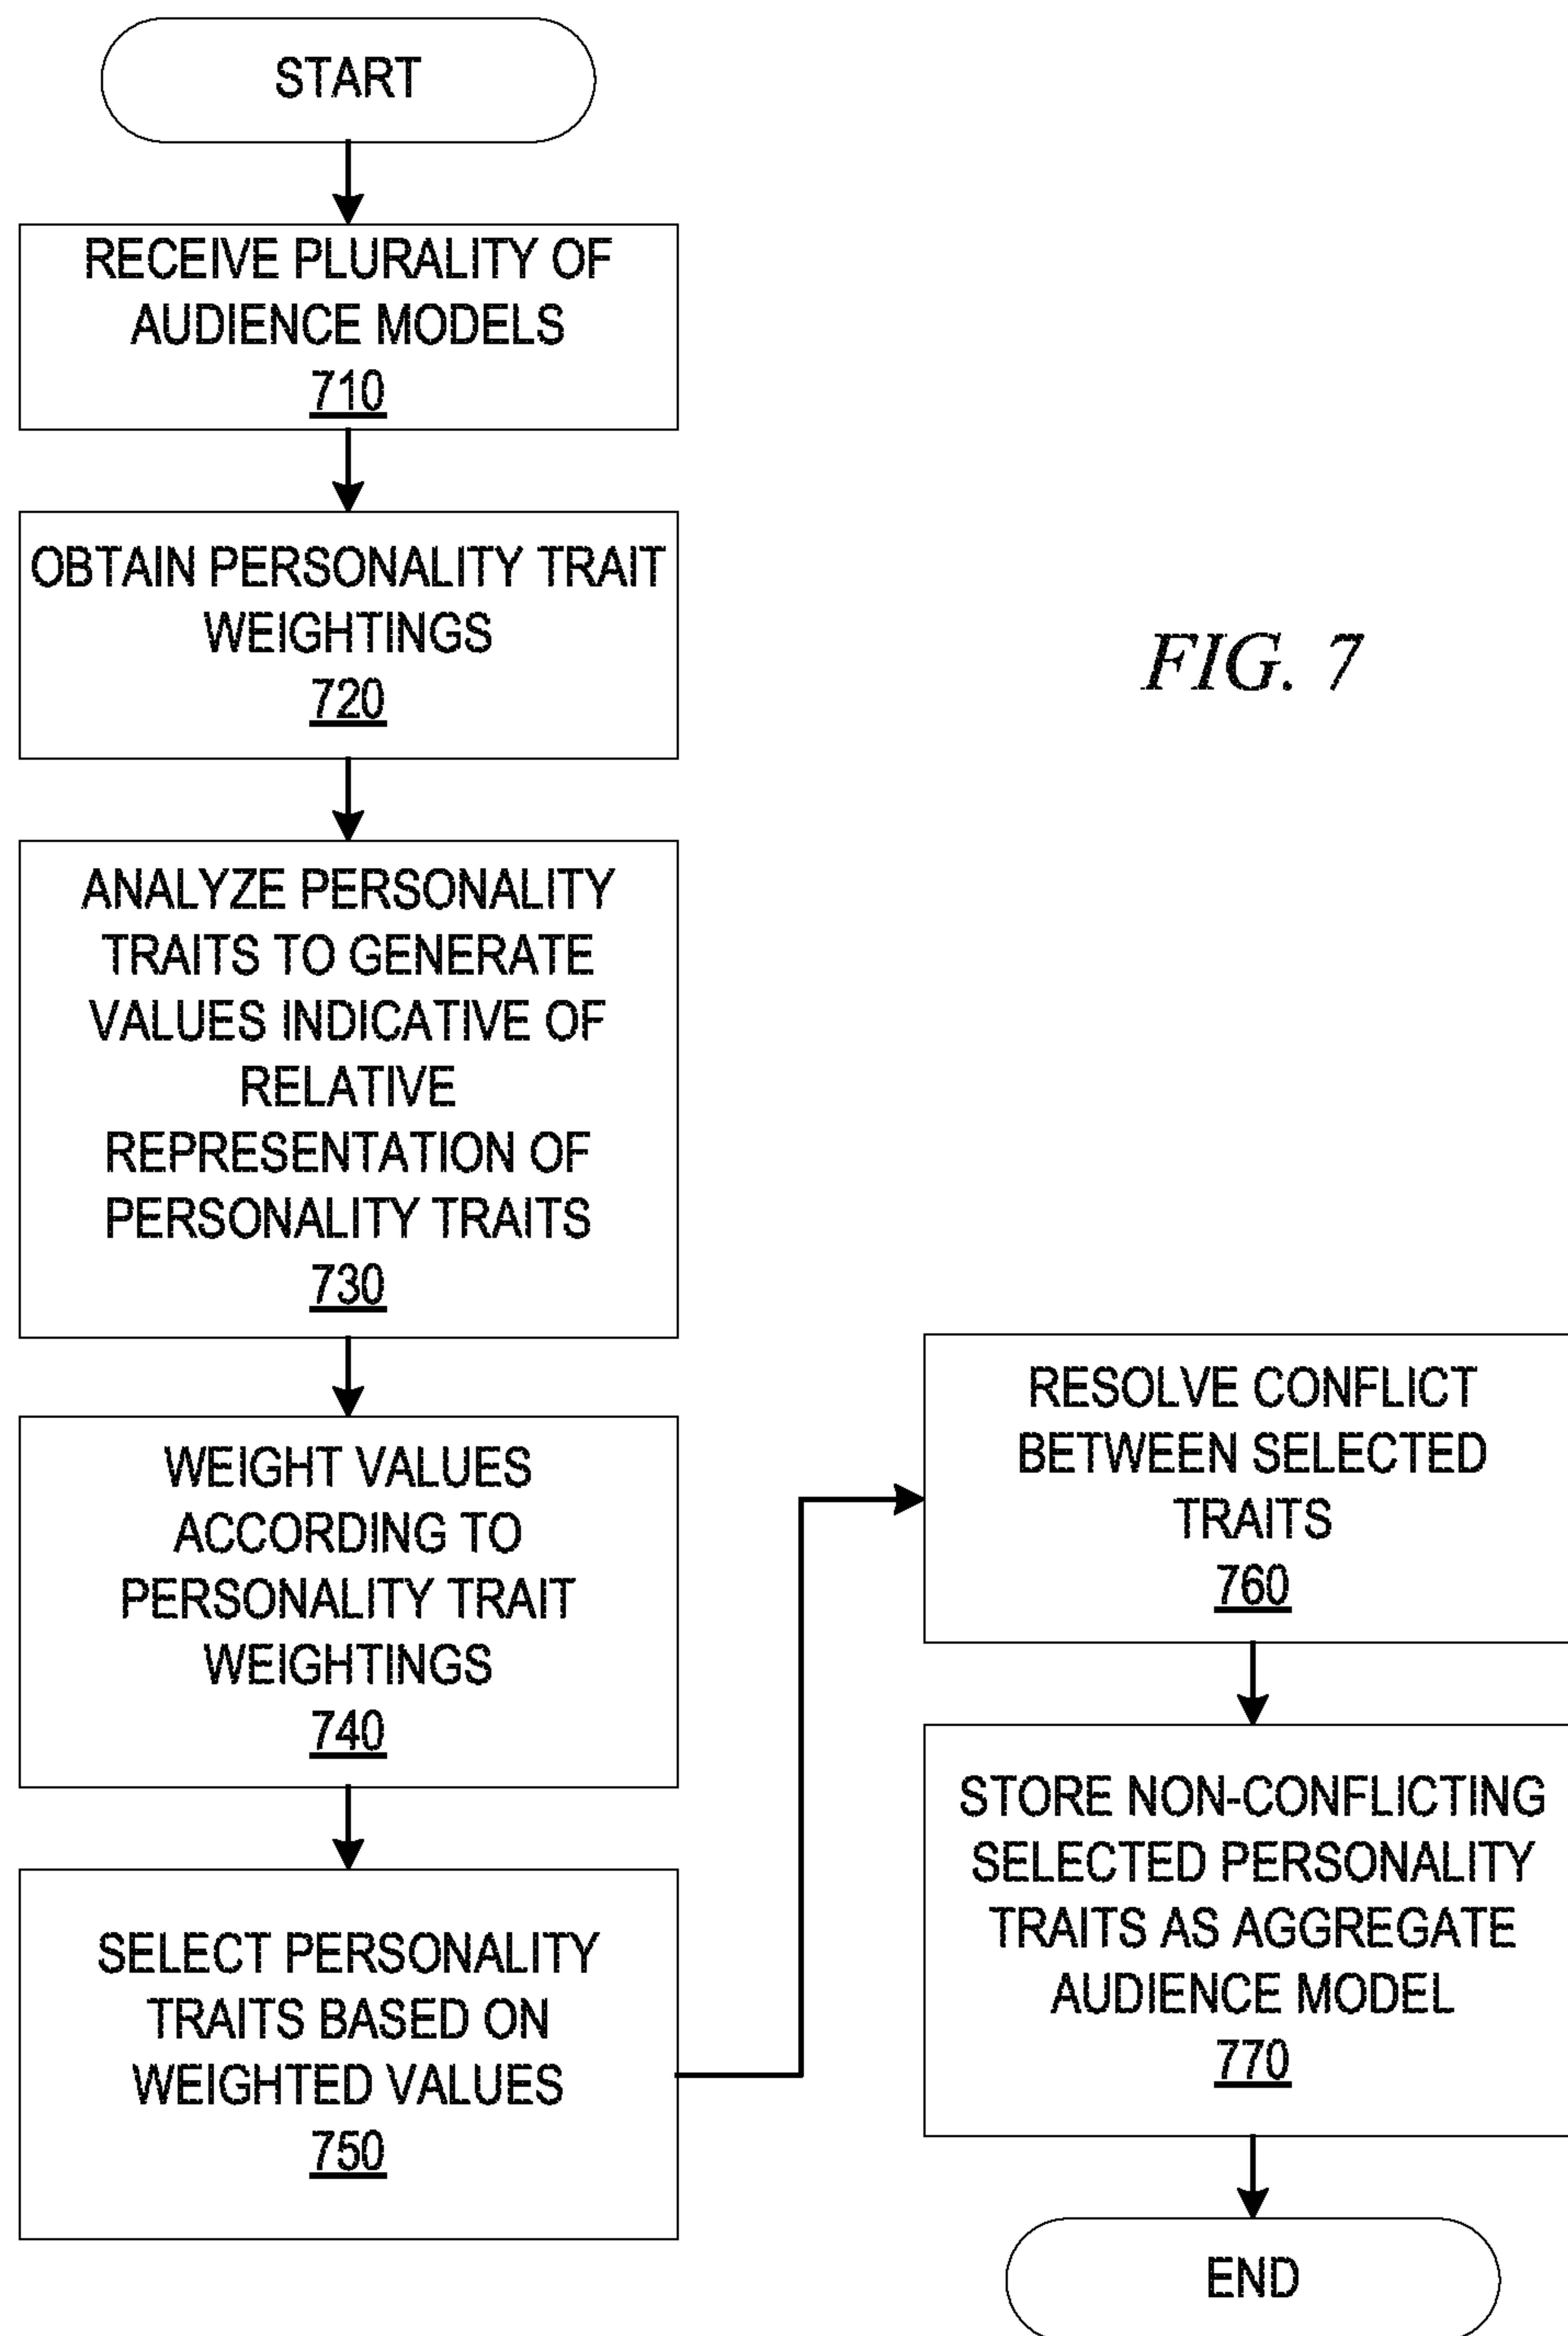 START
RECEIVE PLURALITY OF
AUDIENCE MODELS
710
OBTAIN PERSONALITY TRAIT
WEIGHTINGS
720
ANALYZE PERSONALITY
TRAITS TO GENERATE
VALUES INDICATIVE OF
RELATIVE
REPRESENTATION OF
PERSONALITY TRAITS
730
WEIGHT VALUES
ACCORDING TO
PERSONALITY TRAIT
WEIGHTINGS
740
SELECT PERSONALITY
TRAITS BASED ON
WEIGHTED VALUES
750
RESOLVE CONFLICT
BETWEEN SELECTED
TRAITS
760
STORE NON-CONFLICTING
SELECTED PERSONALITY
TRAITS AS AGGREGATE
AUDIENCE MODEL
770
END
FIG. 7